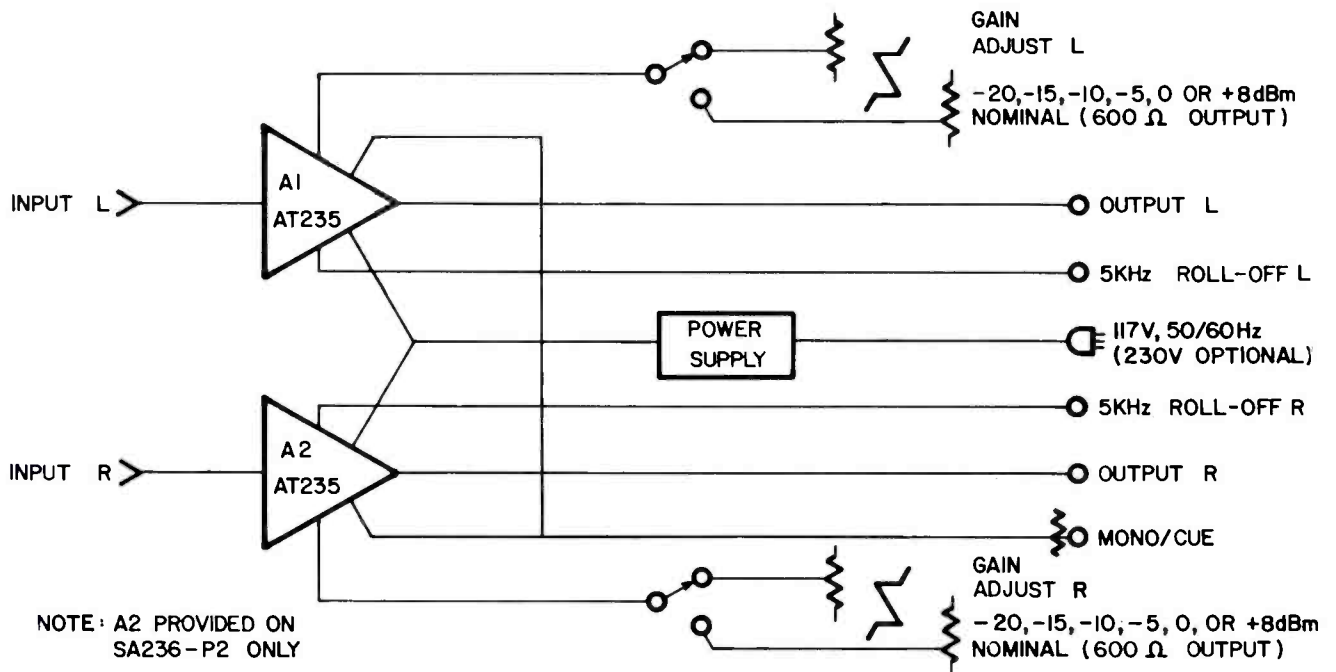 GAIN
ADJUST L
-20,-15,-10,-5,0 OR +8dBm
NOMINAL (600 Ω OUTPUT)
INPUT L
A1
AT235
OUTPUT L
5KHz ROLL-OFF L
POWER
SUPPLY
117V, 50/60Hz
(230V OPTIONAL)
5KHz ROLL-OFF R
INPUT R
A2
AT235
OUTPUT R
MONO/CUE
GAIN
ADJUST R
-20,-15,-10,-5,0, OR +8dBm
NOMINAL (600 Ω OUTPUT)
NOTE: A2 PROVIDED ON
SA236-P2 ONLY